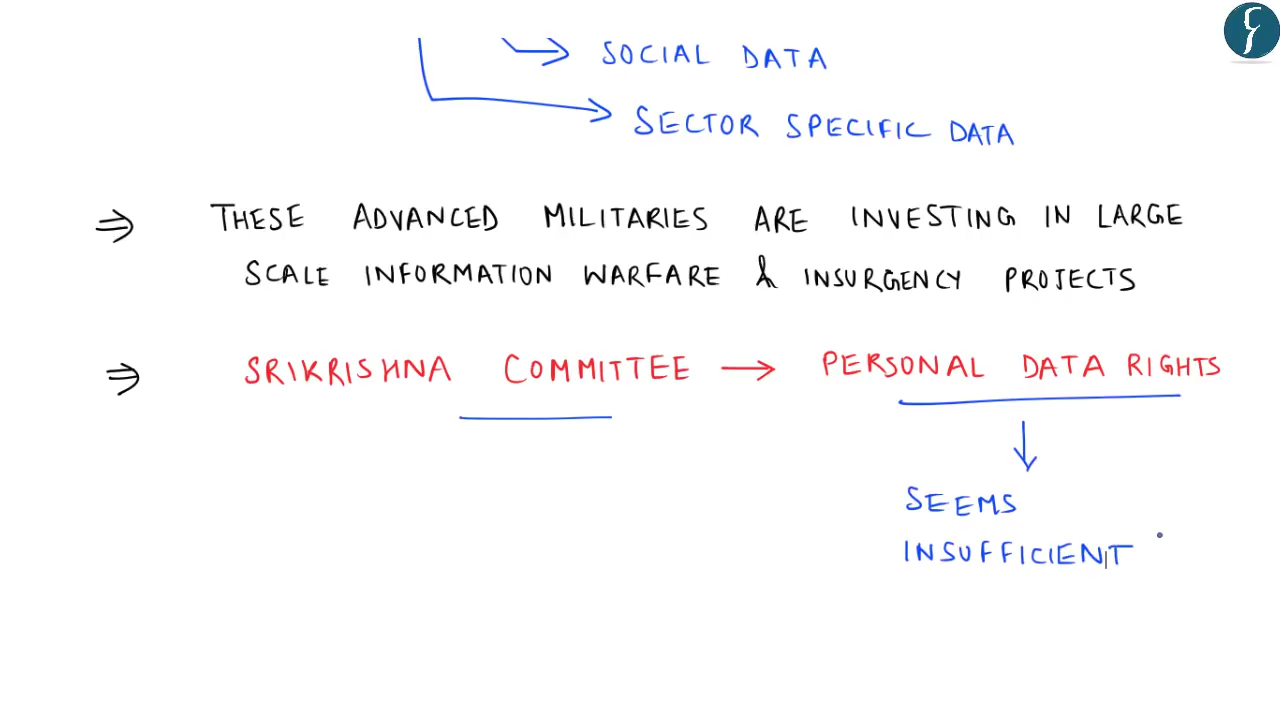 SOCIAL DATA
SECTOR SPECIFIC DATA
⇒ THESE ADVANCED MILITARIES ARE INVESTING IN LARGE
SCALE INFORMATION WARFARE & INSURGENCY PROJECTS
⇒ SRIKRISHNA COMMITTEE → PERSONAL DATA RIGHTS
SEEMS
INSUFFICIENT